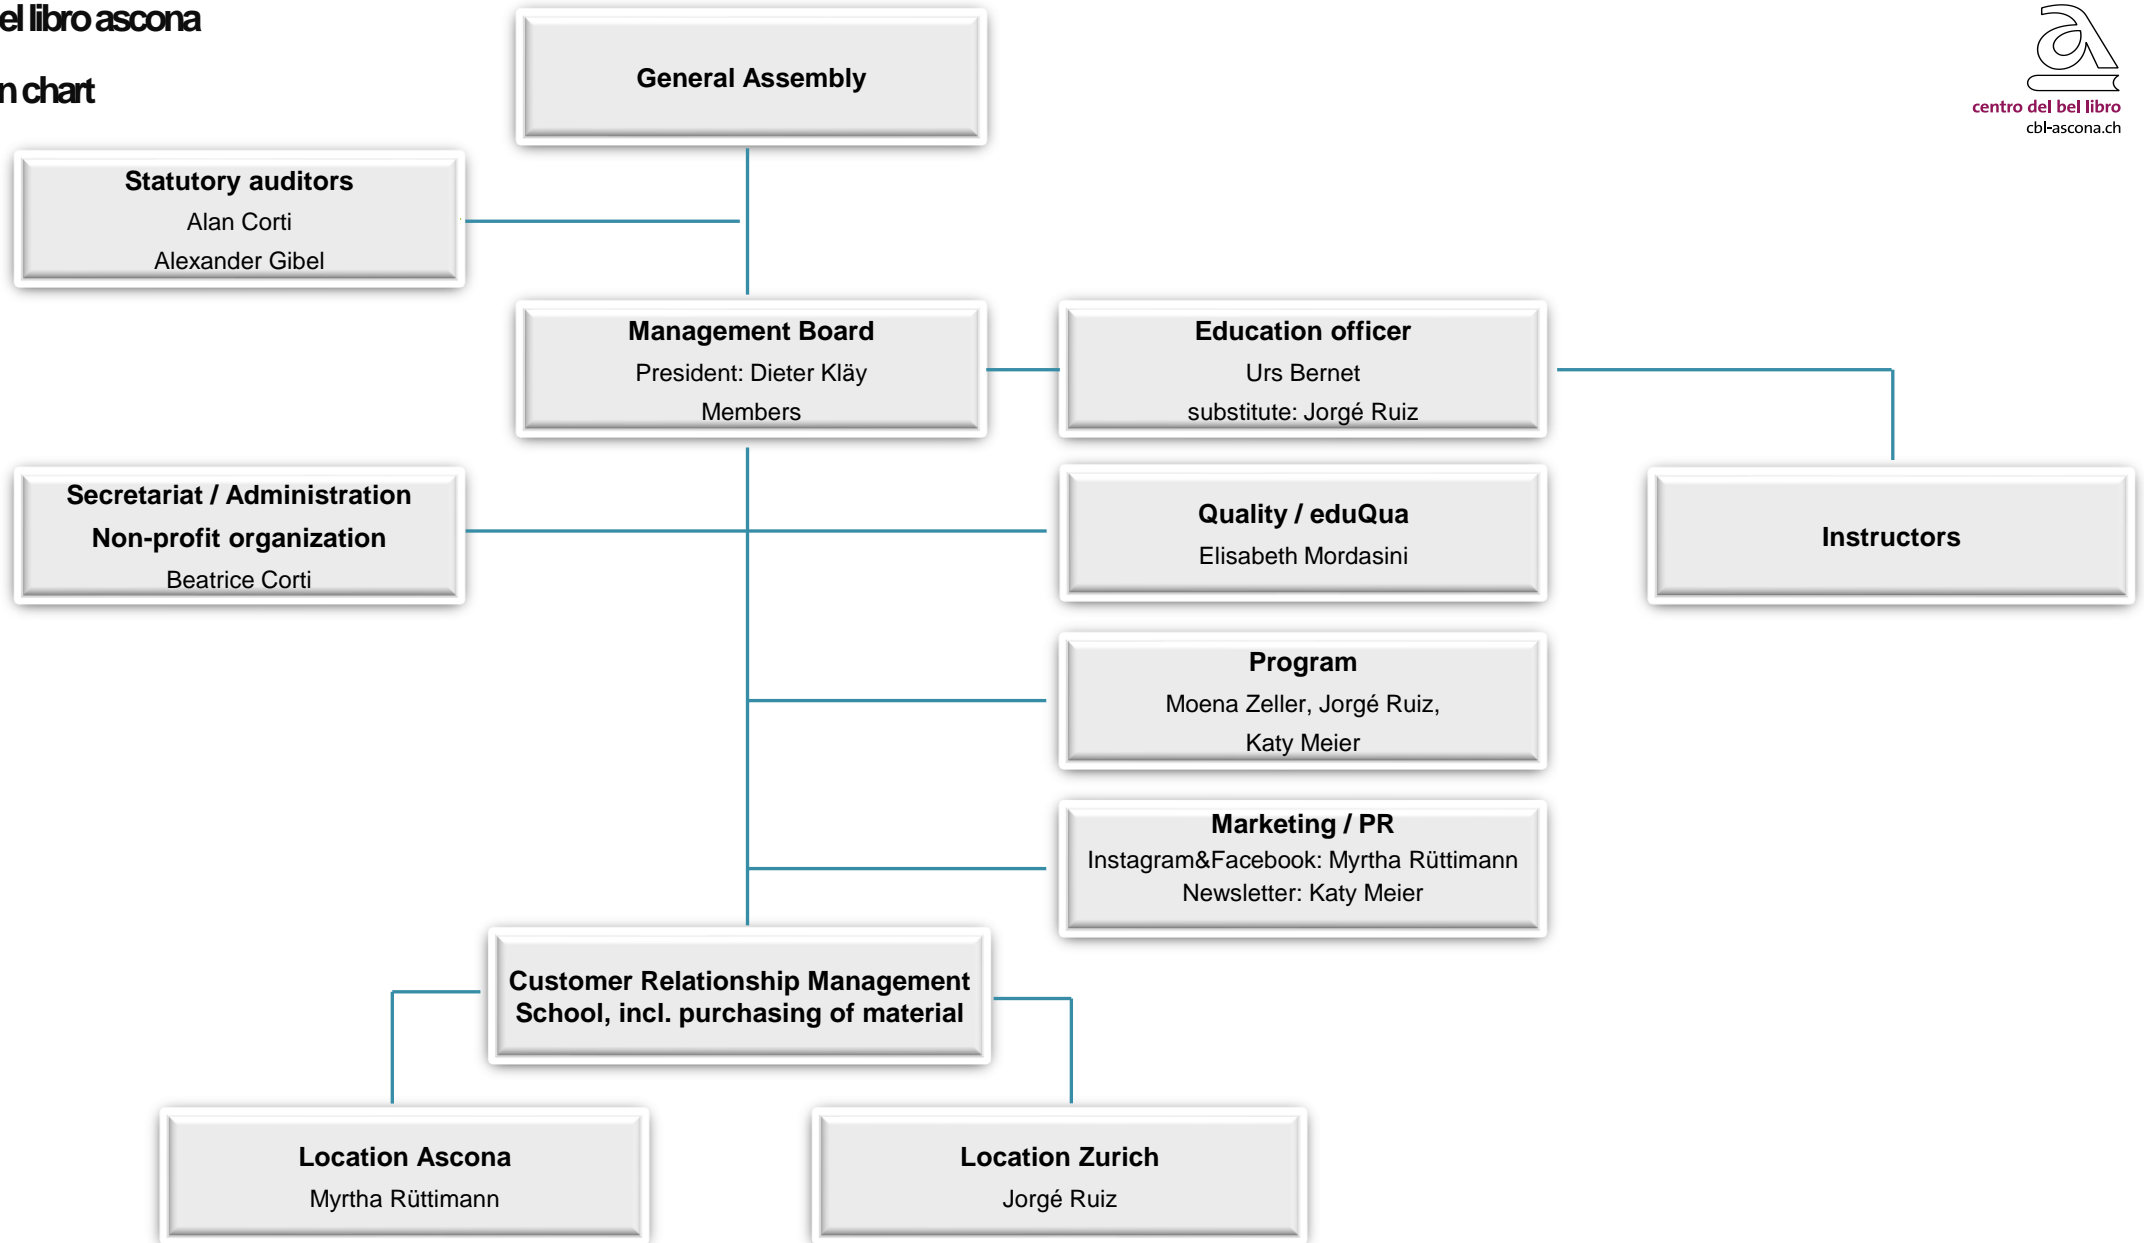 el libro ascona
n chart
centro del bel libro
cbl-ascona.ch
General Assembly
Statutory auditors
Alan Corti
Alexander Gibel
Management Board
President: Dieter Kläy
Members
Education officer
Urs Bernet
substitute: Jorgé Ruiz
Secretariat / Administration
Non-profit organization
Beatrice Corti
Quality / eduQua
Elisabeth Mordasini
Instructors
Program
Moena Zeller, Jorgé Ruiz,
Katy Meier
Marketing / PR
Instagram&Facebook: Myrtha Rüttimann
Newsletter: Katy Meier
Customer Relationship Management
School, incl. purchasing of material
Location Ascona
Myrtha Rüttimann
Location Zurich
Jorgé Ruiz